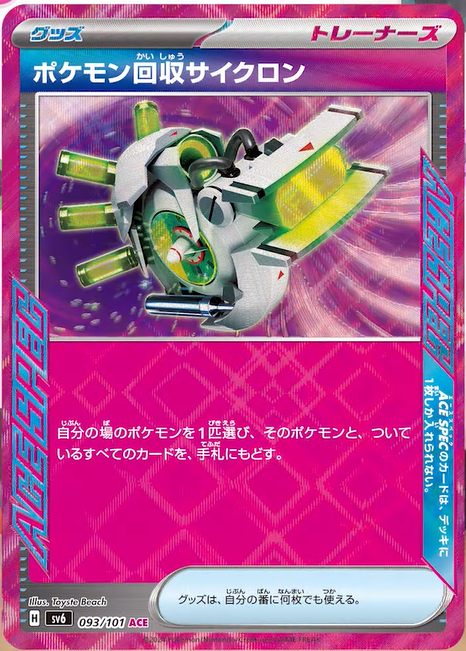 グッズ
トレーナーズ
ポケモン回収サイクロン
かいしゅう
ACE SPEC
ACE SPEC
ACE SPECのカードは、デッキに
1枚しか入れられない。
自分の場のポケモンを1匹選び、そのポケモンと、ついて
いるすべてのカードを、手札にもどす。
Illus. Toyste Beach
グッズは、自分の番に何枚でも使える。
H sv6 093/101 ACE